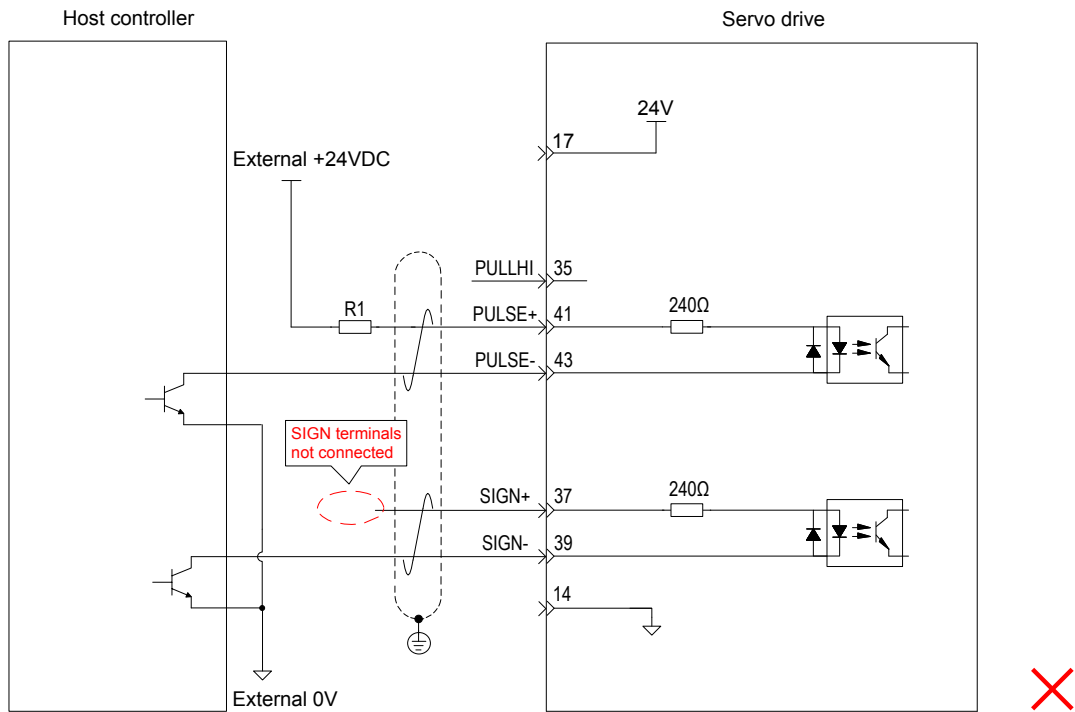 Host controller
Servo drive
24V
17
External +24VDC
PULLHI
35
R1
PULSE+
41
240Ω
PULSE-
43
SIGN terminals
not connected
SIGN+
37
240Ω
SIGN-
39
14
External 0V